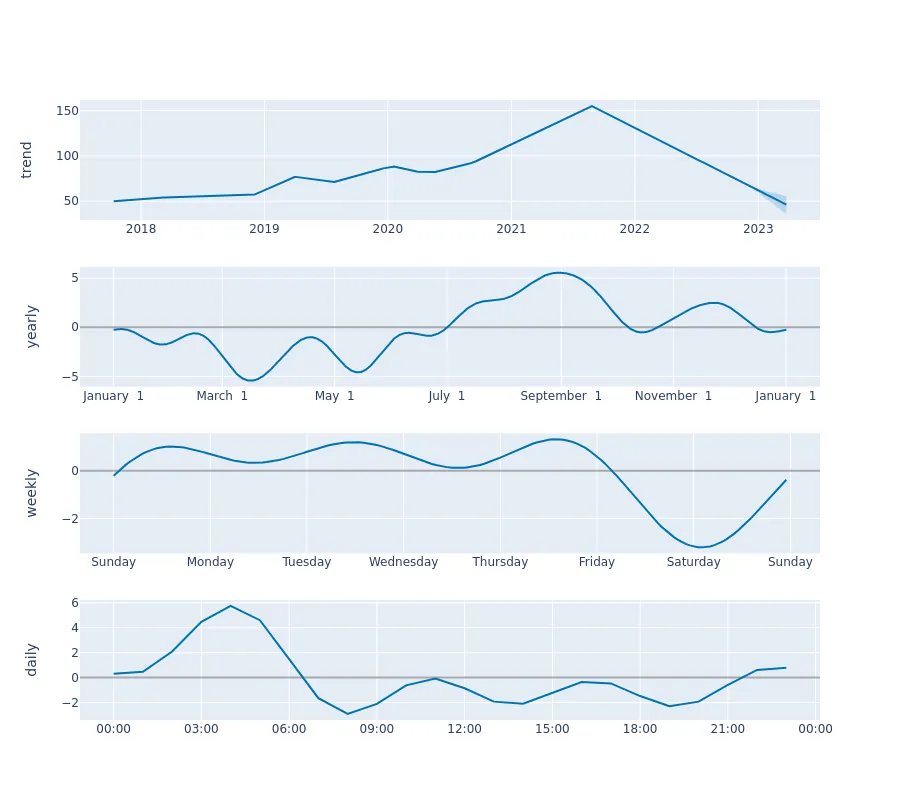 trend
150
100
50
2018 2019 2020 2021 2022 2023
yearly
5
0
−5
January 1 March 1 May 1 July 1 September 1 November 1 January 1
weekly
0
−2
Sunday Monday Tuesday Wednesday Thursday Friday Saturday Sunday
daily
6
4
2
0
−2
00:00 03:00 06:00 09:00 12:00 15:00 18:00 21:00 00:00